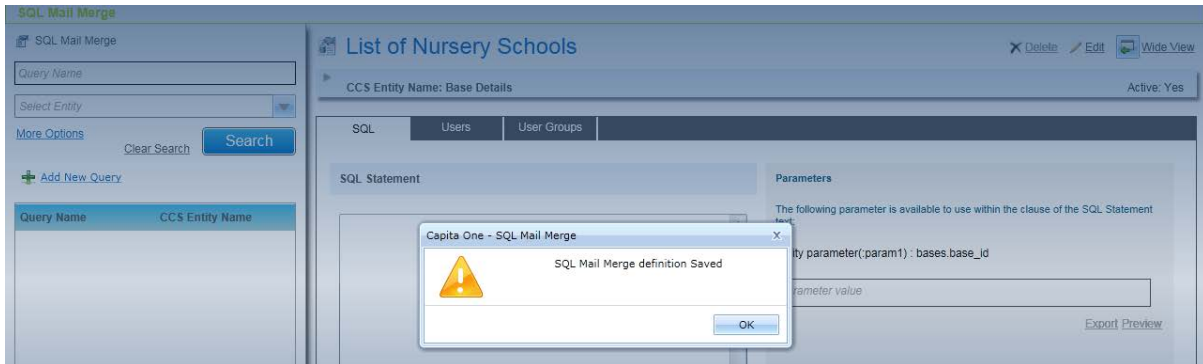 SQL Mail Merge
SQL Mail Merge
Query Name
Select Entity
More Options
Clear Search
Search
Add New Query
Query Name CCS Entity Name
List of Nursery Schools
Delete Edit Wide View
CCS Entity Name: Base Details
Active: Yes
SQL Users User Groups
SQL Statement
Parameters
The following parameter is available to use within the clause of the SQL Statement
text:
parameter(:param1) : bases.base_id
value
Export Preview
Capita One - SQL Mail Merge
X
SQL Mail Merge definition Saved
OK